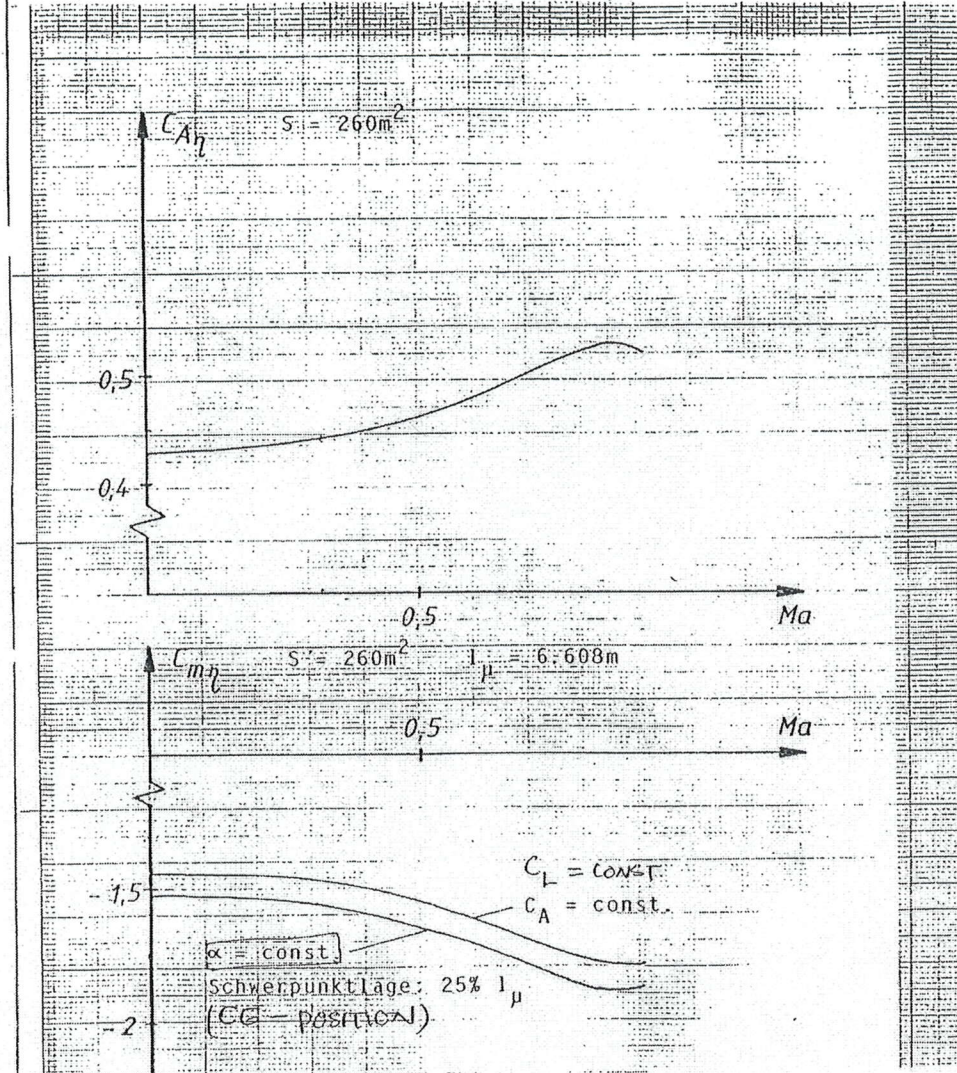 C_Aη S = 260m²
0,5
0,4
0,5
Ma
C_mη S = 260m² l_μ = 6,608m
0,5
Ma
C_L = CONST
- 1,5
C_A = const.
α = const.
Schwerpunktlage: 25% l_μ
(CG - POSITION)
- 2